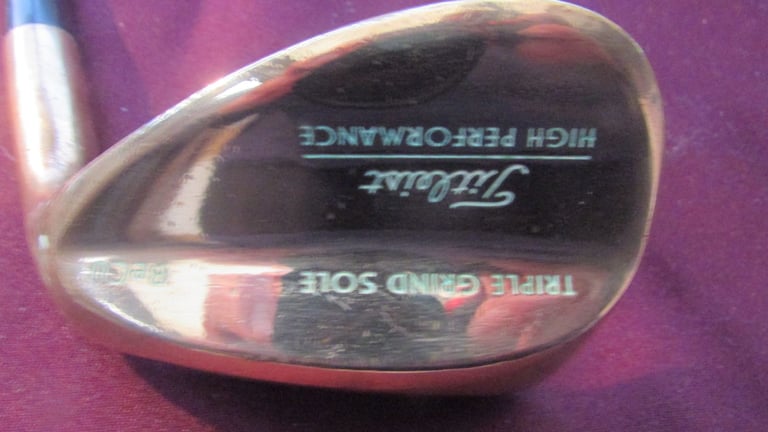 TRIPLE GRIND SOLE
Titleist
HIGH PERFORMANCE